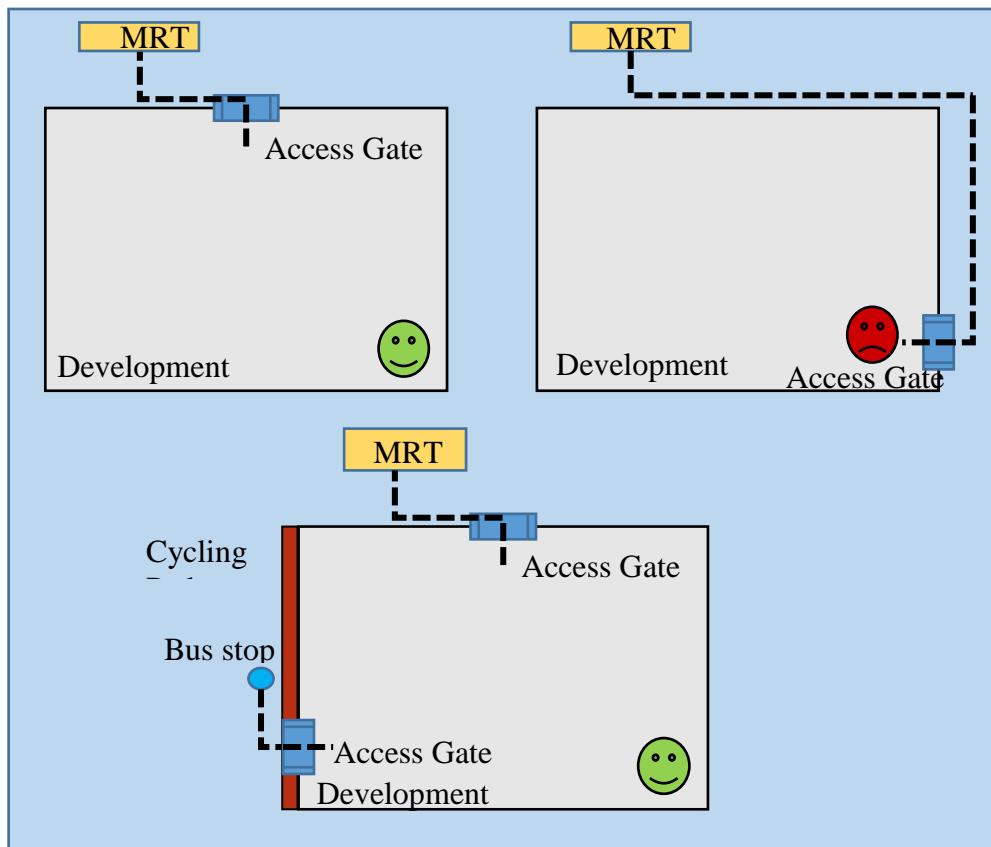 MRT
Access Gate
Development
MRT
Development
Access Gate
MRT
Cycling
Access Gate
Bus stop
Access Gate
Development